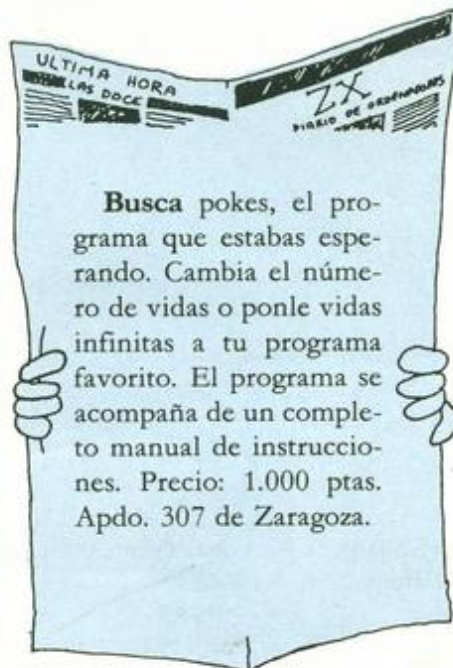 ULTIMA HORA
LAS DOCE
ZX
DIARIO DE ORDENADORES
Busca pokes, el pro-
grama que estabas espe-
rando. Cambia el núme-
ro de vidas o ponle vidas
infinitas a tu programa
favorito. El programa se
acompaña de un comple-
to manual de instruccio-
nes. Precio: 1.000 ptas.
Apdo. 307 de Zaragoza.